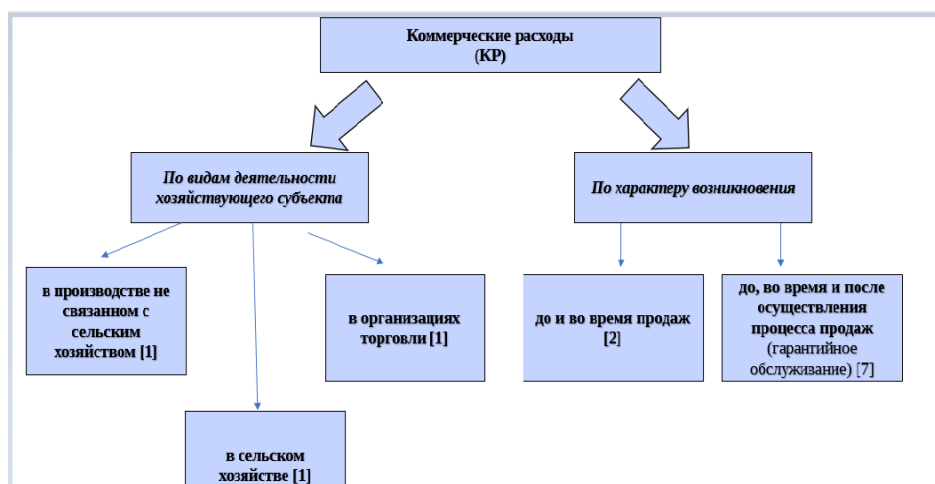 Коммерческие расходы
(КР)
По видам деятельности
хозяйствующего субъекта
По характеру возникновения
в производстве не
связанном с
сельским
хозяйством [1]
в организациях
торговли [1]
до и во время продаж
[2]
до, во время и после
осуществления
процесса продаж
(гарантийное
обслуживание) [7]
в сельском
хозяйстве [1]